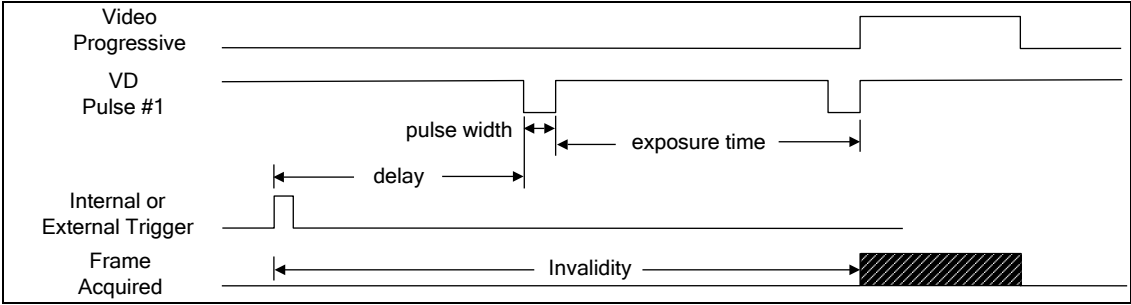 Video
Progressive
VD
Pulse #1
pulse width
exposure time
delay
Internal or
External Trigger
Frame
Acquired
Invalidity